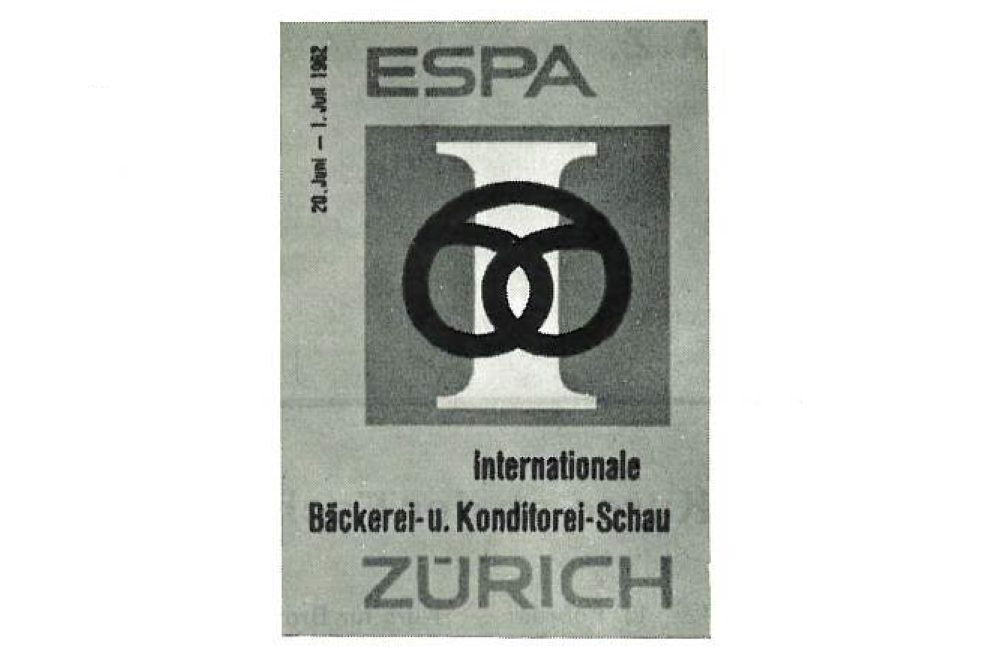 ESPA
20. Juni — 1. Juli 1962
I
Internationale
Bäckerei- u. Konditorei-Schau
ZÜRICH